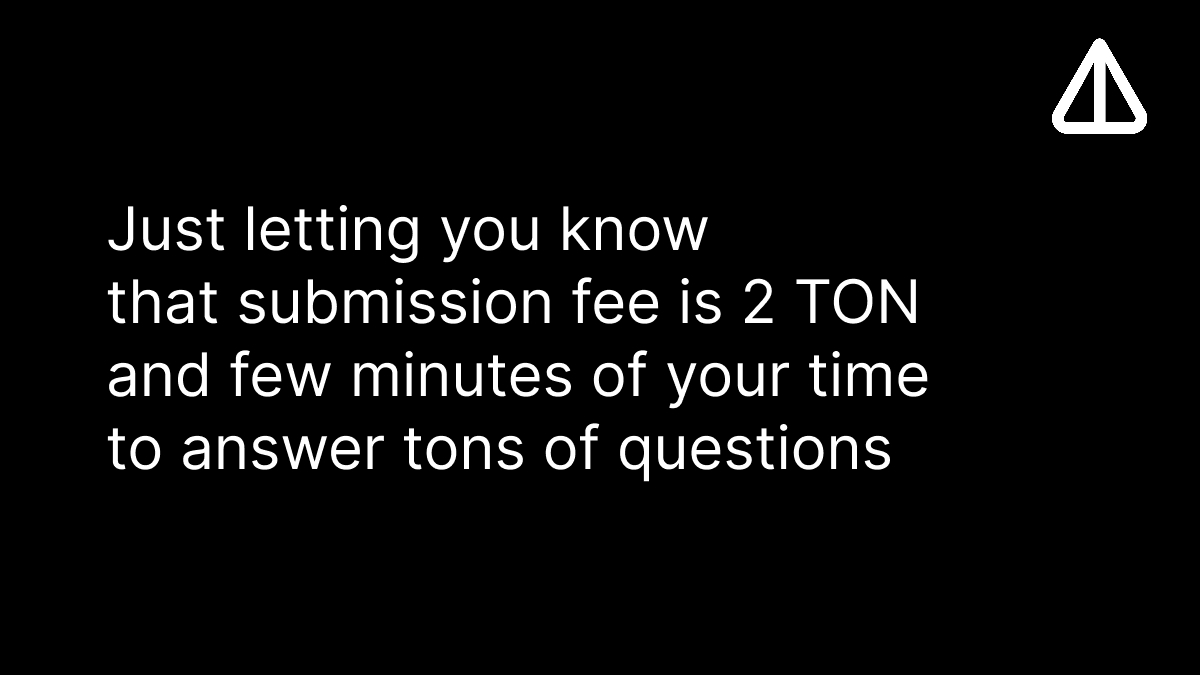 Just letting you know
that submission fee is 2 TON
and few minutes of your time
to answer tons of questions